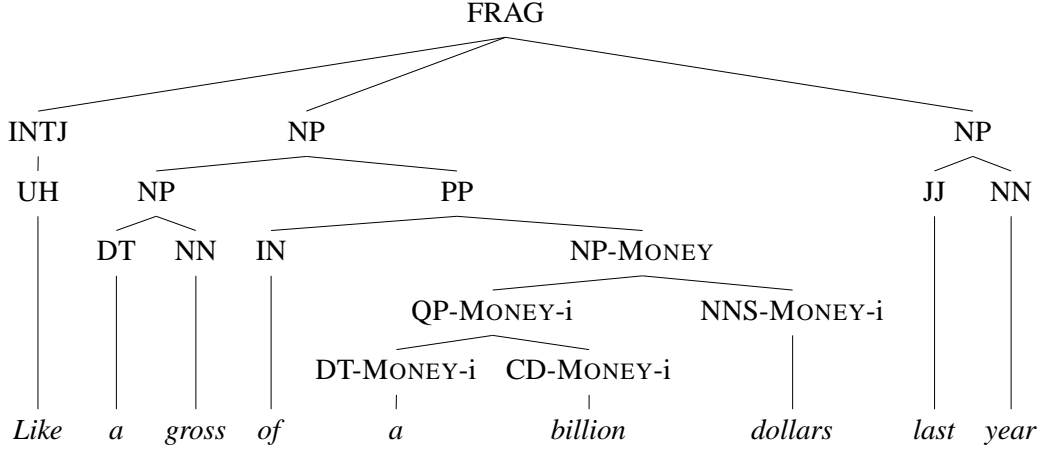 FRAG
INTJ NP NP
UH NP PP JJ NN
DT NN IN NP-MONEY
QP-MONEY-i NNS-MONEY-i
DT-MONEY-i CD-MONEY-i
Like a gross of a billion dollars last year